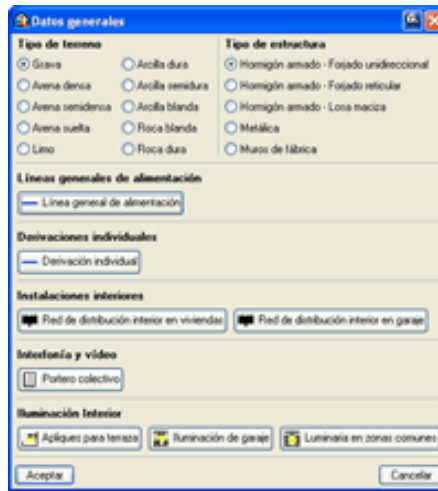 Datos generales
Tipo de terreno
Grava
Arena densa
Arena semidensa
Arena suelta
Limo
Arcilla dura
Arcilla semidura
Arcilla blanda
Roca blanda
Roca dura
Tipo de estructura
Hormigón armado - Forjado unidireccional
Hormigón armado - Forjado reticular
Hormigón armado - Losa maciza
Metálica
Muros de fábrica
Líneas generales de alimentación
Línea general de alimentación
Derivaciones individuales
Derivación individual
Instalaciones interiores
Red de distribución interior en viviendas
Red de distribución interior en garaje
Interfonía y vídeo
Portero colectivo
Iluminación Interior
Apliques para terraza
Iluminación de garaje
Luminaria en zonas comunes
Aceptar
Cancelar